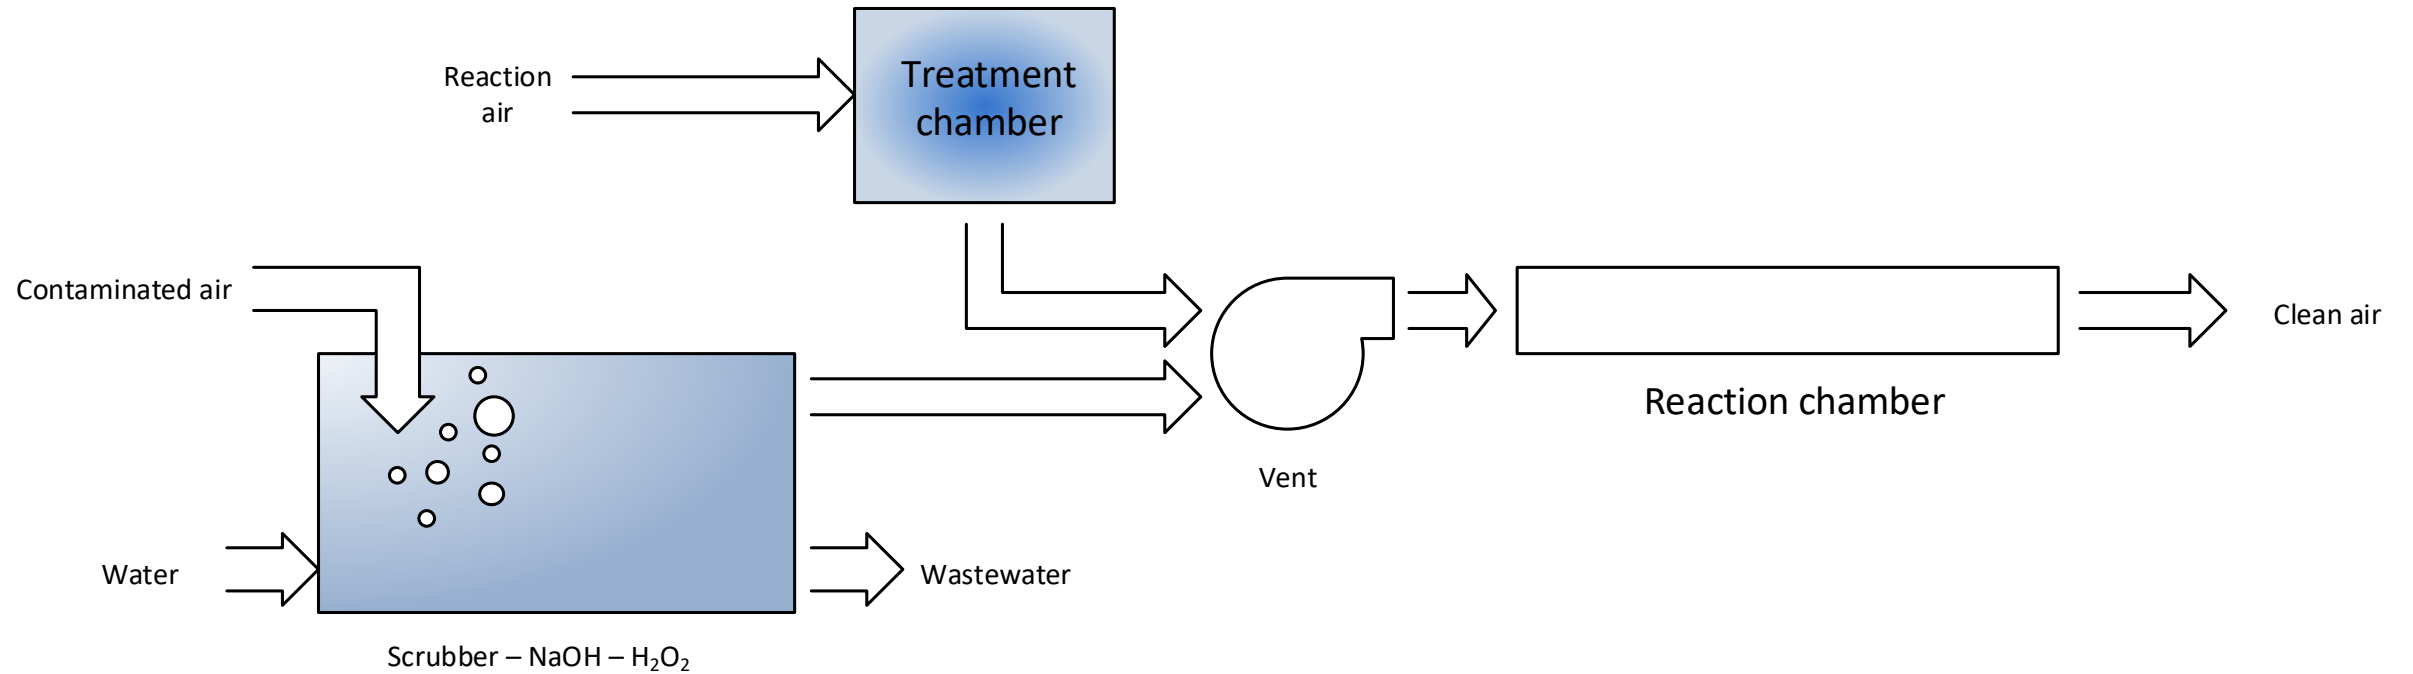 Reaction
air
Treatment
chamber
Contaminated air
Clean air
Reaction chamber
Vent
Water
Wastewater
Scrubber – NaOH – H₂O₂